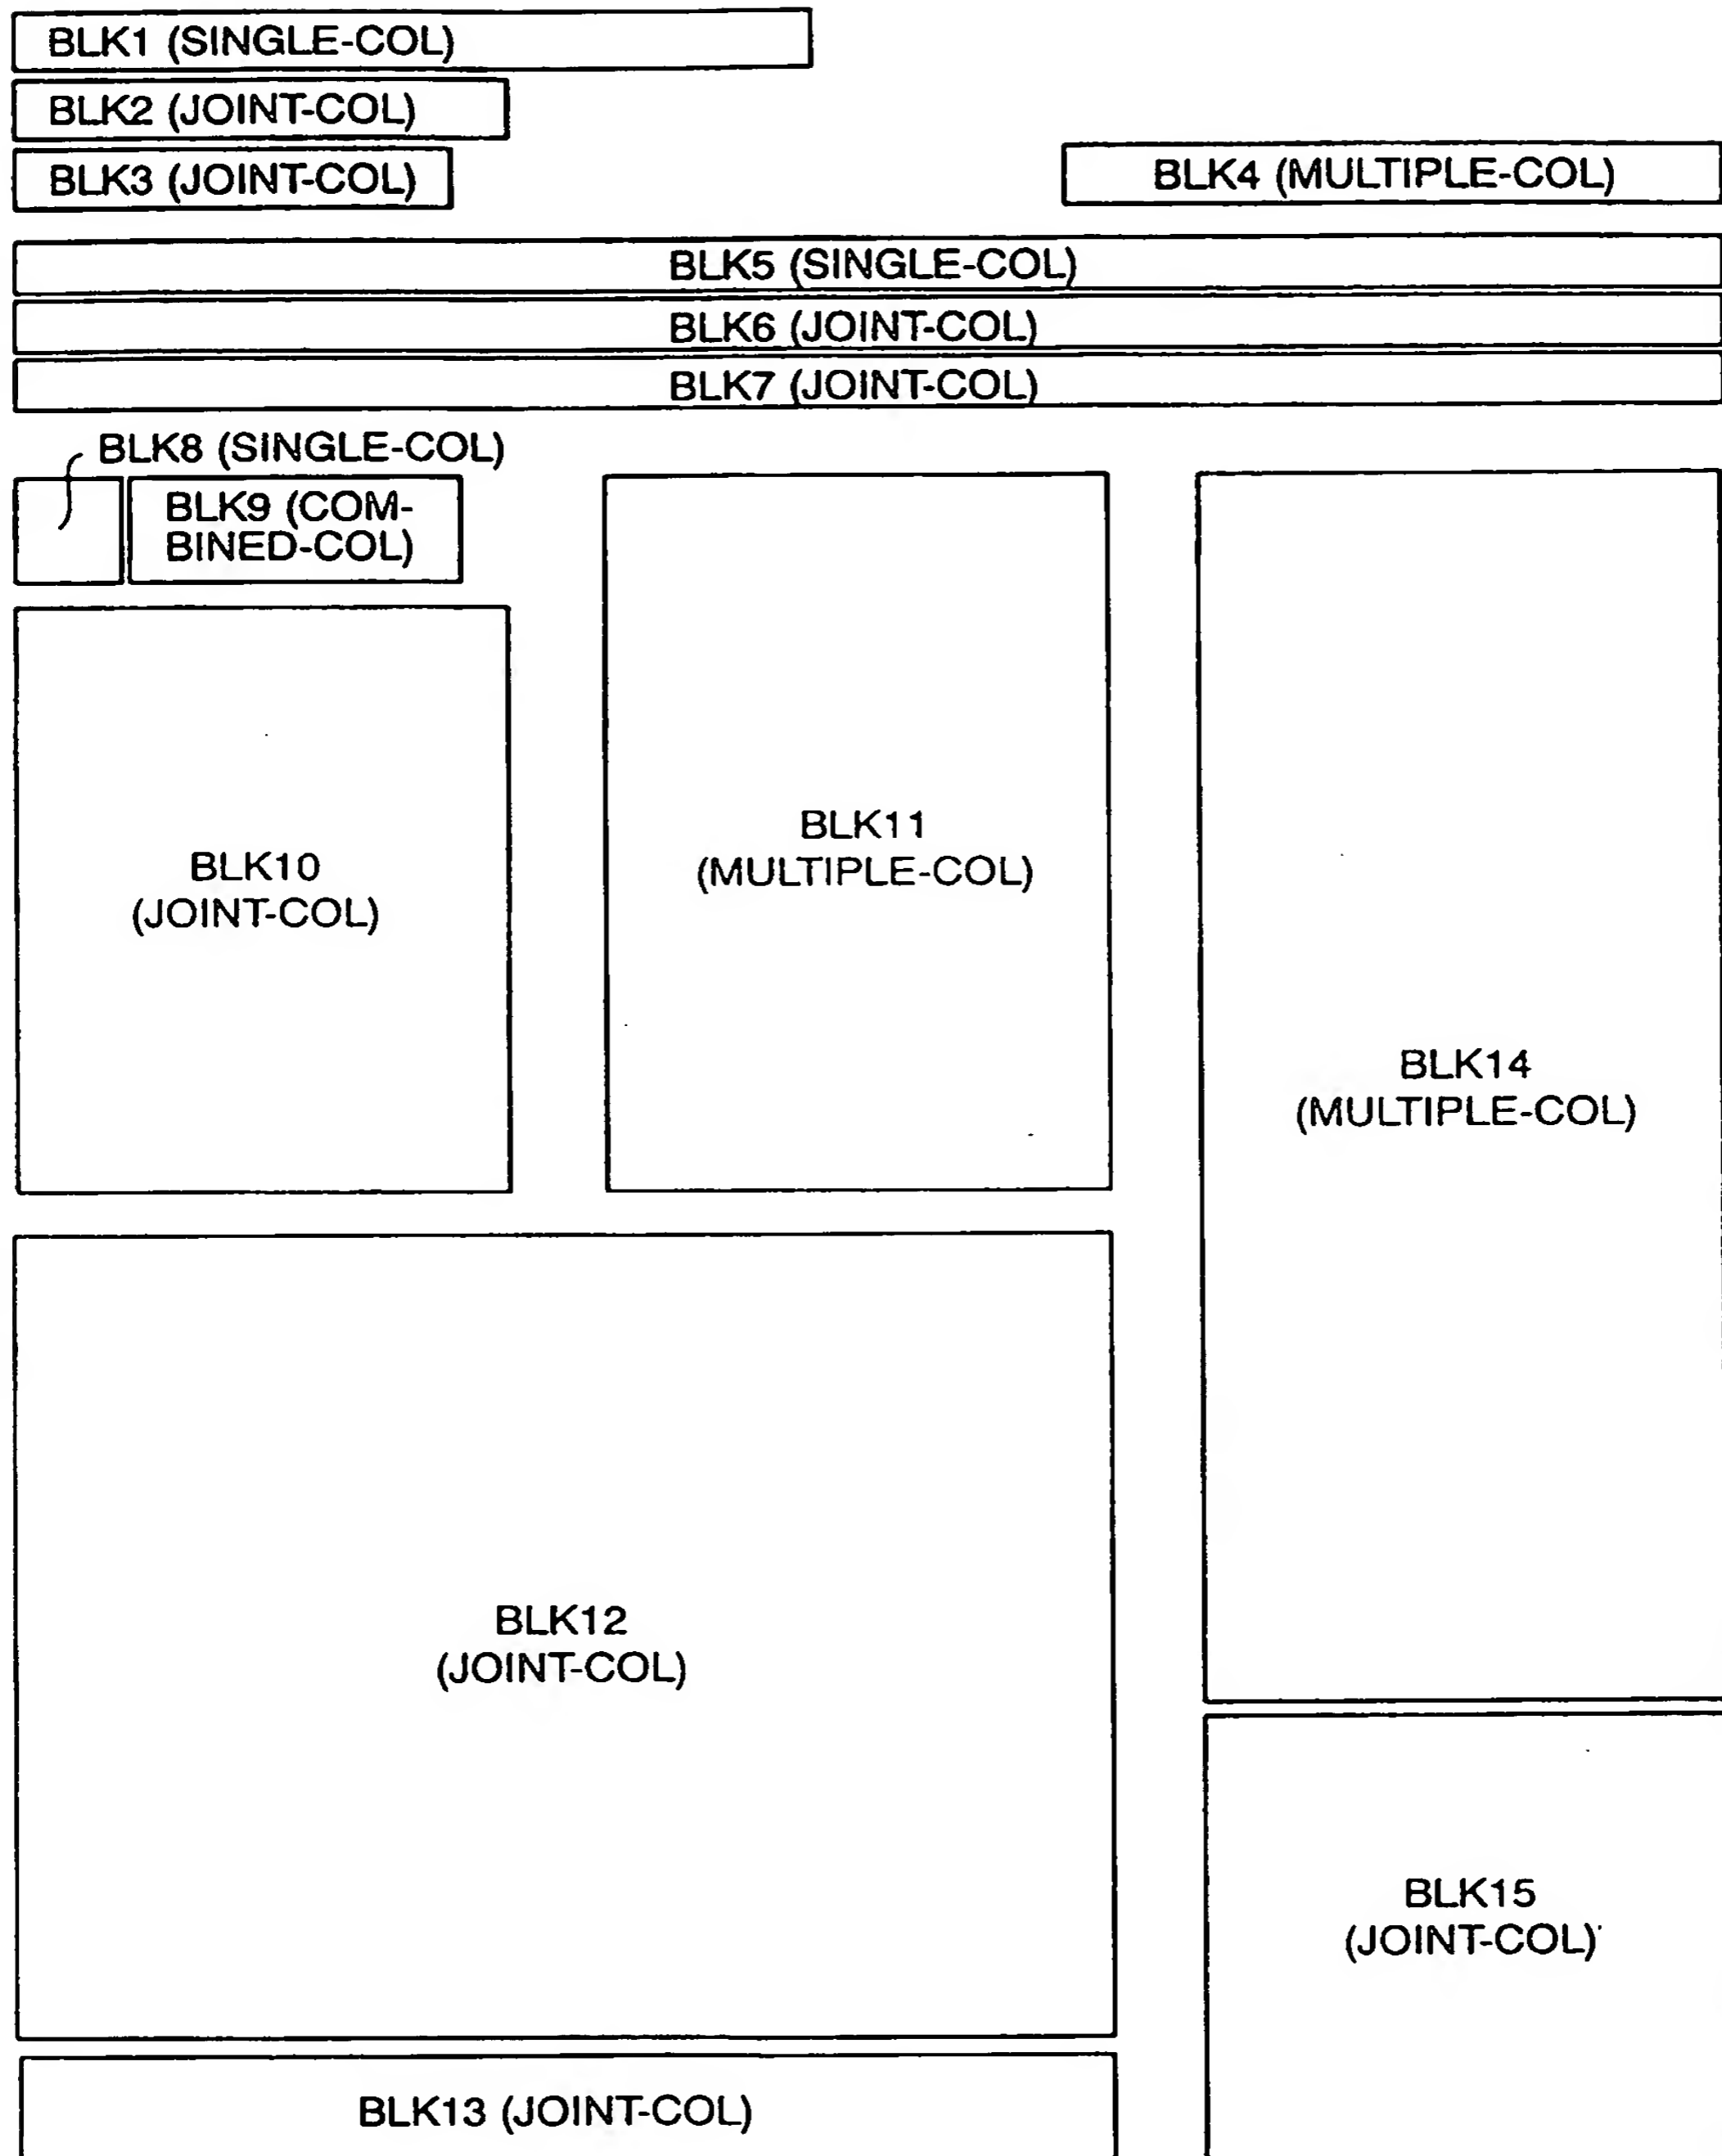 BLK1 (SINGLE-COL)
BLK2 (JOINT-COL)
BLK3 (JOINT-COL)
BLK4 (MULTIPLE-COL)
BLK5 (SINGLE-COL)
BLK6 (JOINT-COL)
BLK7 (JOINT-COL)
BLK8 (SINGLE-COL)
BLK9 (COM-
BINED-COL)
BLK10
(JOINT-COL)
BLK11
(MULTIPLE-COL)
BLK12
(JOINT-COL)
BLK13 (JOINT-COL)
BLK14
(MULTIPLE-COL)
BLK15
(JOINT-COL)